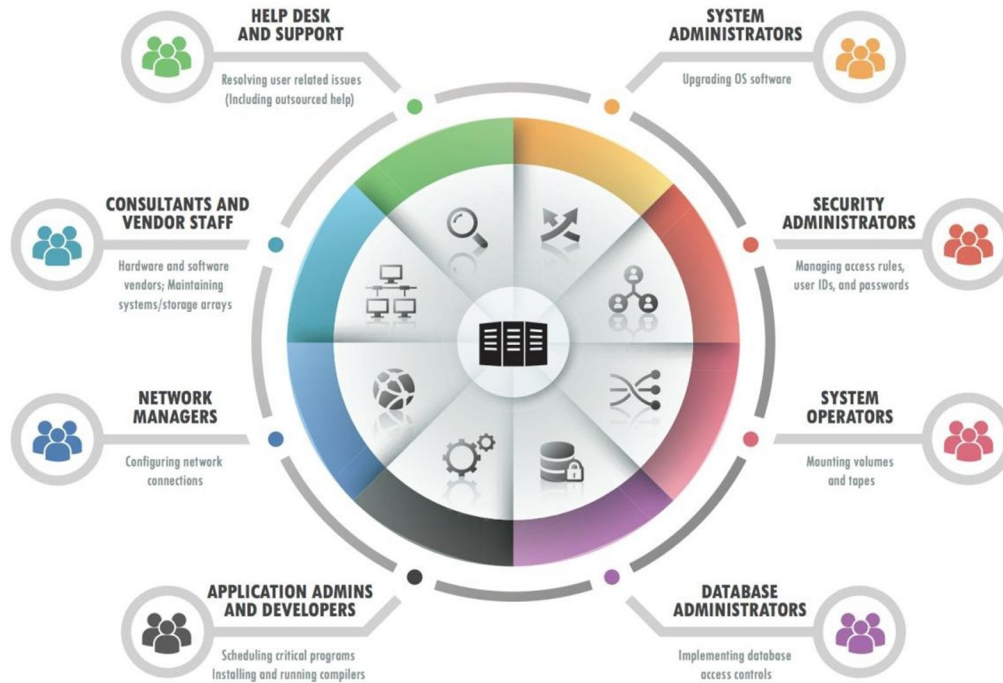 HELP DESK
AND SUPPORT
Resolving user related issues
(Including outsourced help)
SYSTEM
ADMINISTRATORS
Upgrading OS software
CONSULTANTS AND
VENDOR STAFF
Hardware and software
vendors; Maintaining
systems/storage arrays
SECURITY
ADMINISTRATORS
Managing access rules,
user IDs, and passwords
NETWORK
MANAGERS
Configuring network
connections
SYSTEM
OPERATORS
Mounting volumes
and tapes
APPLICATION ADMINS
AND DEVELOPERS
Scheduling critical programs
Installing and running compilers
DATABASE
ADMINISTRATORS
Implementing database
access controls